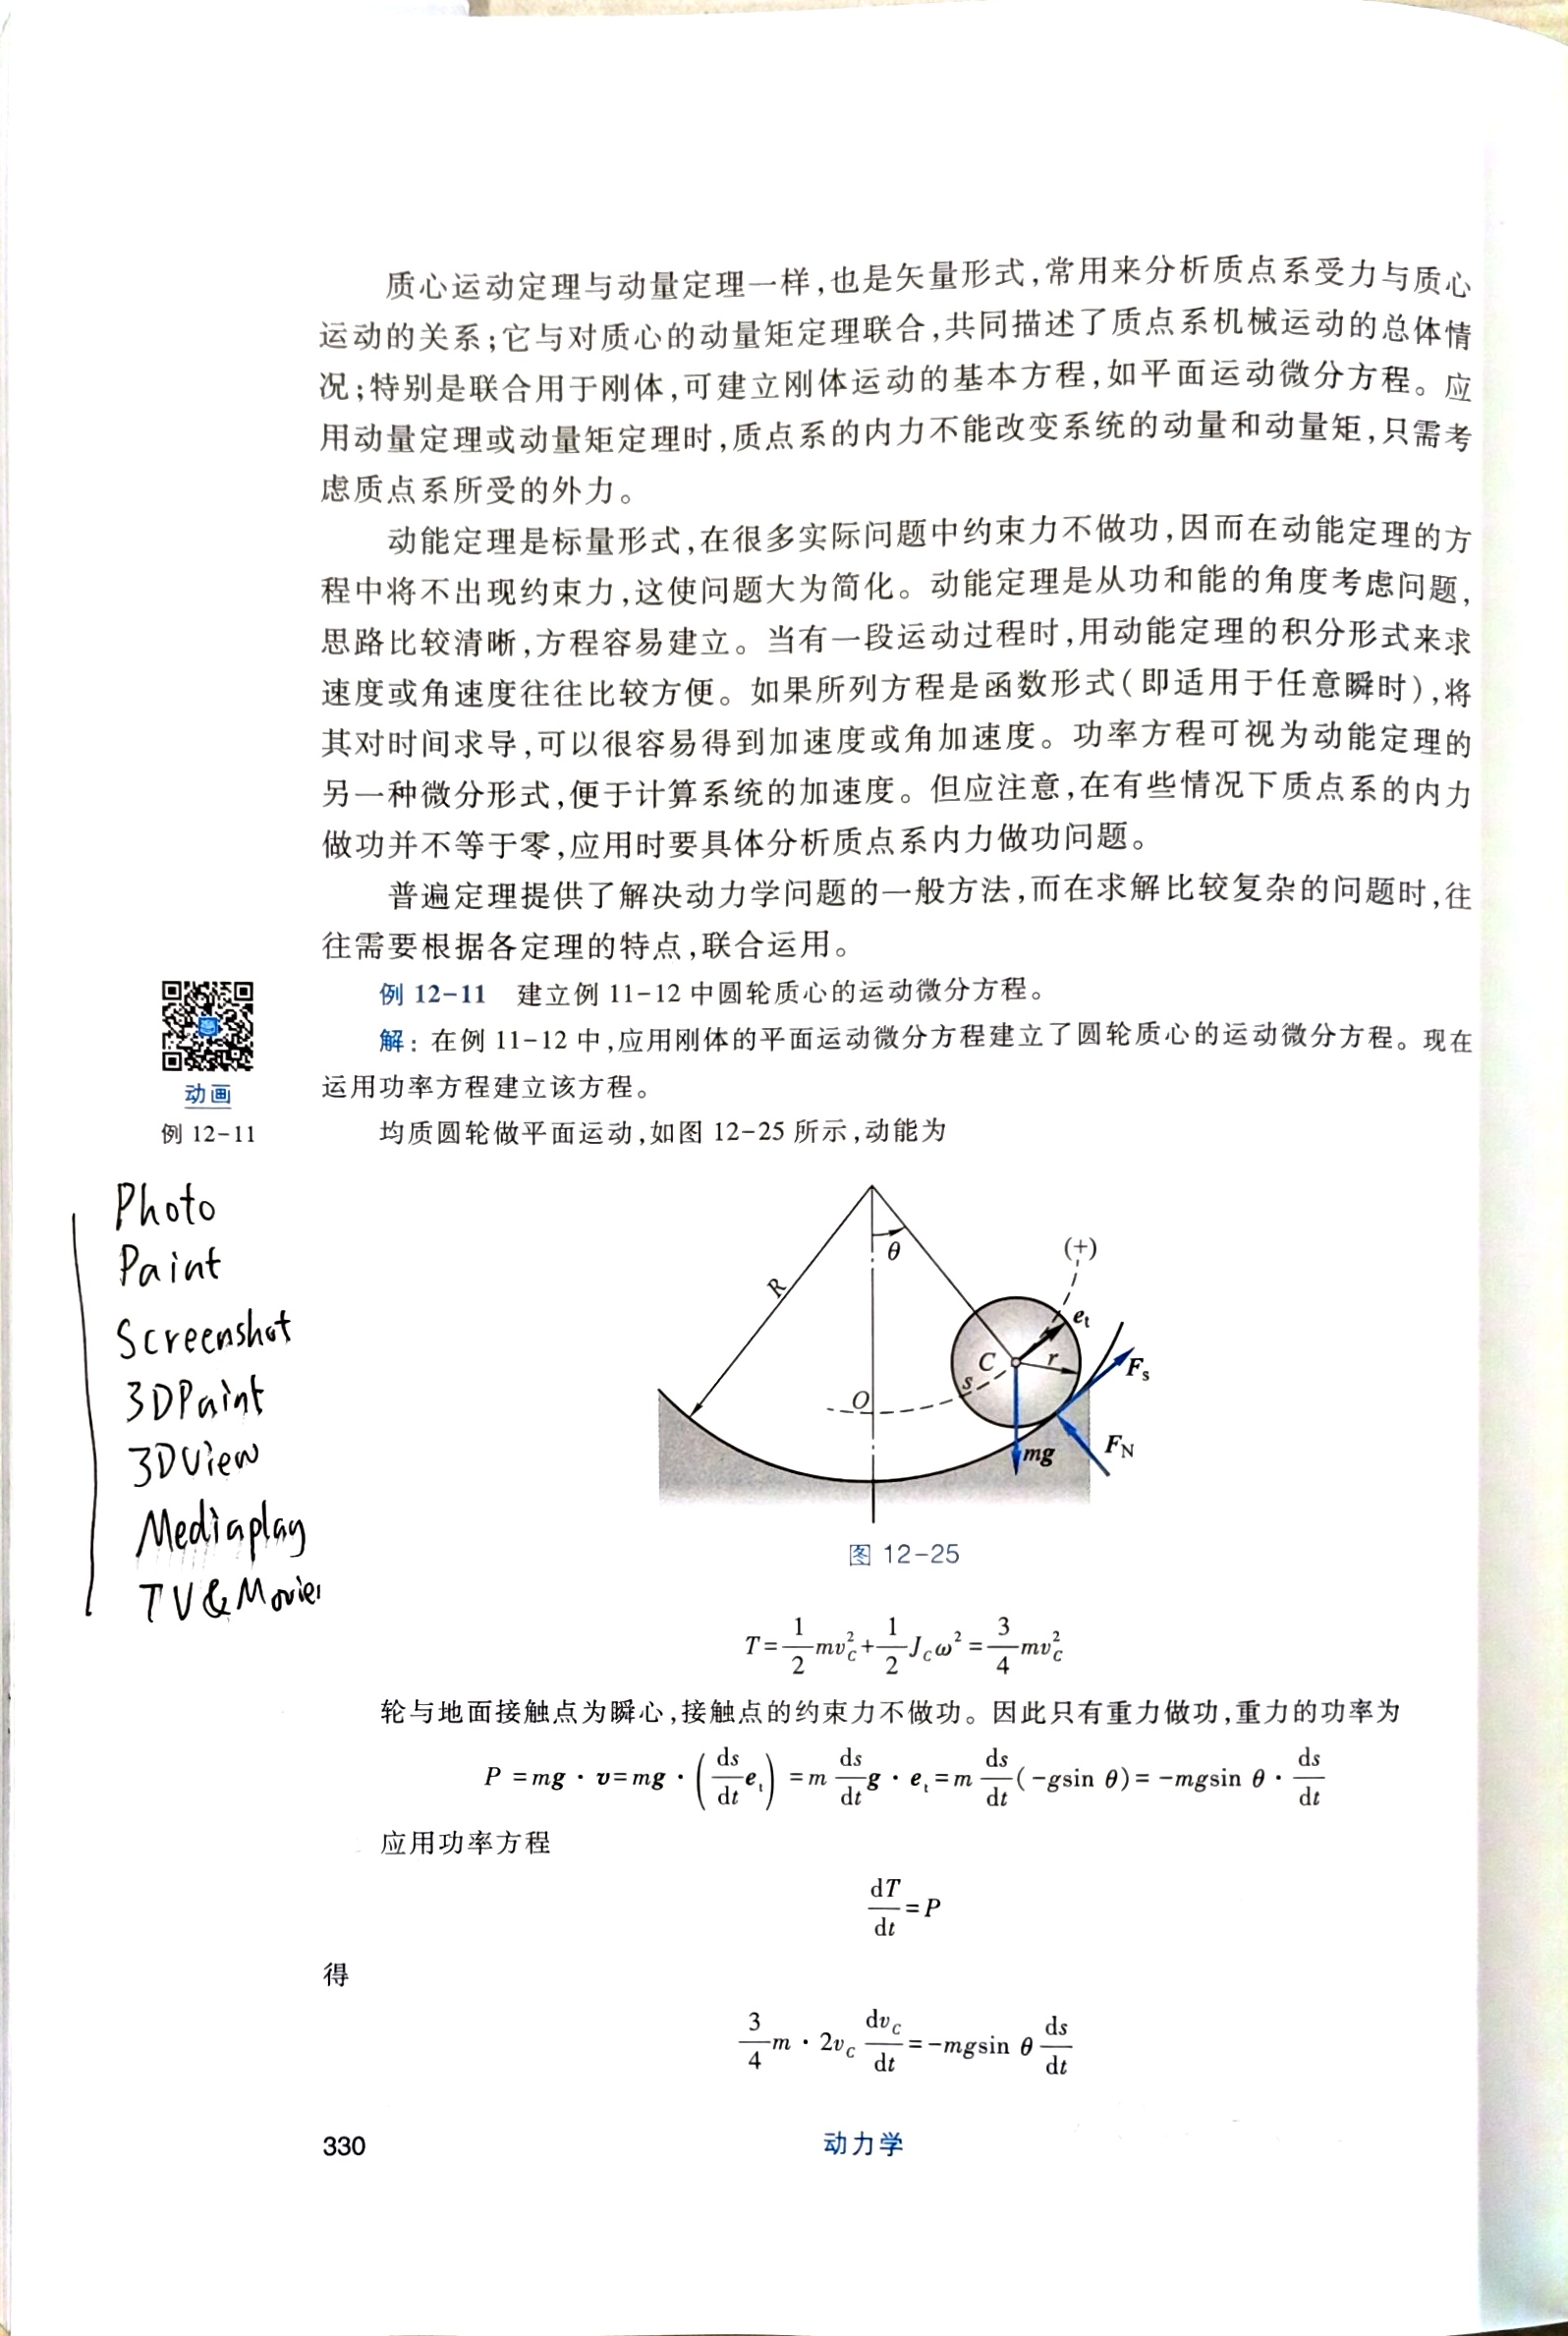 质心运动定理与动量定理一样,也是矢量形式,常用来分析质点系受力与质心
运动的关系;它与对质心的动量矩定理联合,共同描述了质点系机械运动的总体情
况;特别是联合用于刚体,可建立刚体运动的基本方程,如平面运动微分方程。应
用动量定理或动量矩定理时,质点系的内力不能改变系统的动量和动量矩,只需考
虑质点系所受的外力。
动能定理是标量形式,在很多实际问题中约束力不做功,因而在动能定理的方
程中将不出现约束力,这使问题大为简化。动能定理是从功和能的角度考虑问题,
思路比较清晰,方程容易建立。当有一段运动过程时,用动能定理的积分形式来求
速度或角速度往往比较方便。如果所列方程是函数形式(即适用于任意瞬时),将
其对时间求导,可以很容易得到加速度或角加速度。功率方程可视为动能定理的
另一种微分形式,便于计算系统的加速度。但应注意,在有些情况下质点系的内力
做功并不等于零,应用时要具体分析质点系内力做功问题。
普遍定理提供了解决动力学问题的一般方法,而在求解比较复杂的问题时,往
往需要根据各定理的特点,联合运用。
例 12-11 建立例 11-12 中圆轮质心的运动微分方程。
解:在例 11-12 中,应用刚体的平面运动微分方程建立了圆轮质心的运动微分方程。现在
运用功率方程建立该方程。
动画
例 12-11
均质圆轮做平面运动,如图 12-25 所示,动能为
Photo
Paint
Screenshot
3DPaint
3DView
Mediaplay
TV&Movies
θ
(+)
R
e_t
C
r
F_s
s
O
mg
F_N
图 12-25
T=\frac{1}{2}mv_C^2+\frac{1}{2}J_Cω^2=\frac{3}{4}mv_C^2
轮与地面接触点为瞬心,接触点的约束力不做功。因此只有重力做功,重力的功率为
P=mg·v=mg·(\frac{ds}{dt}e_t)=m\frac{ds}{dt}g·e_t=m\frac{ds}{dt}(-gsin θ)=-mgsin θ·\frac{ds}{dt}
应用功率方程
\frac{dT}{dt}=P
得
\frac{3}{4}m·2v_C\frac{dv_C}{dt}=-mgsin θ\frac{ds}{dt}
330 动力学